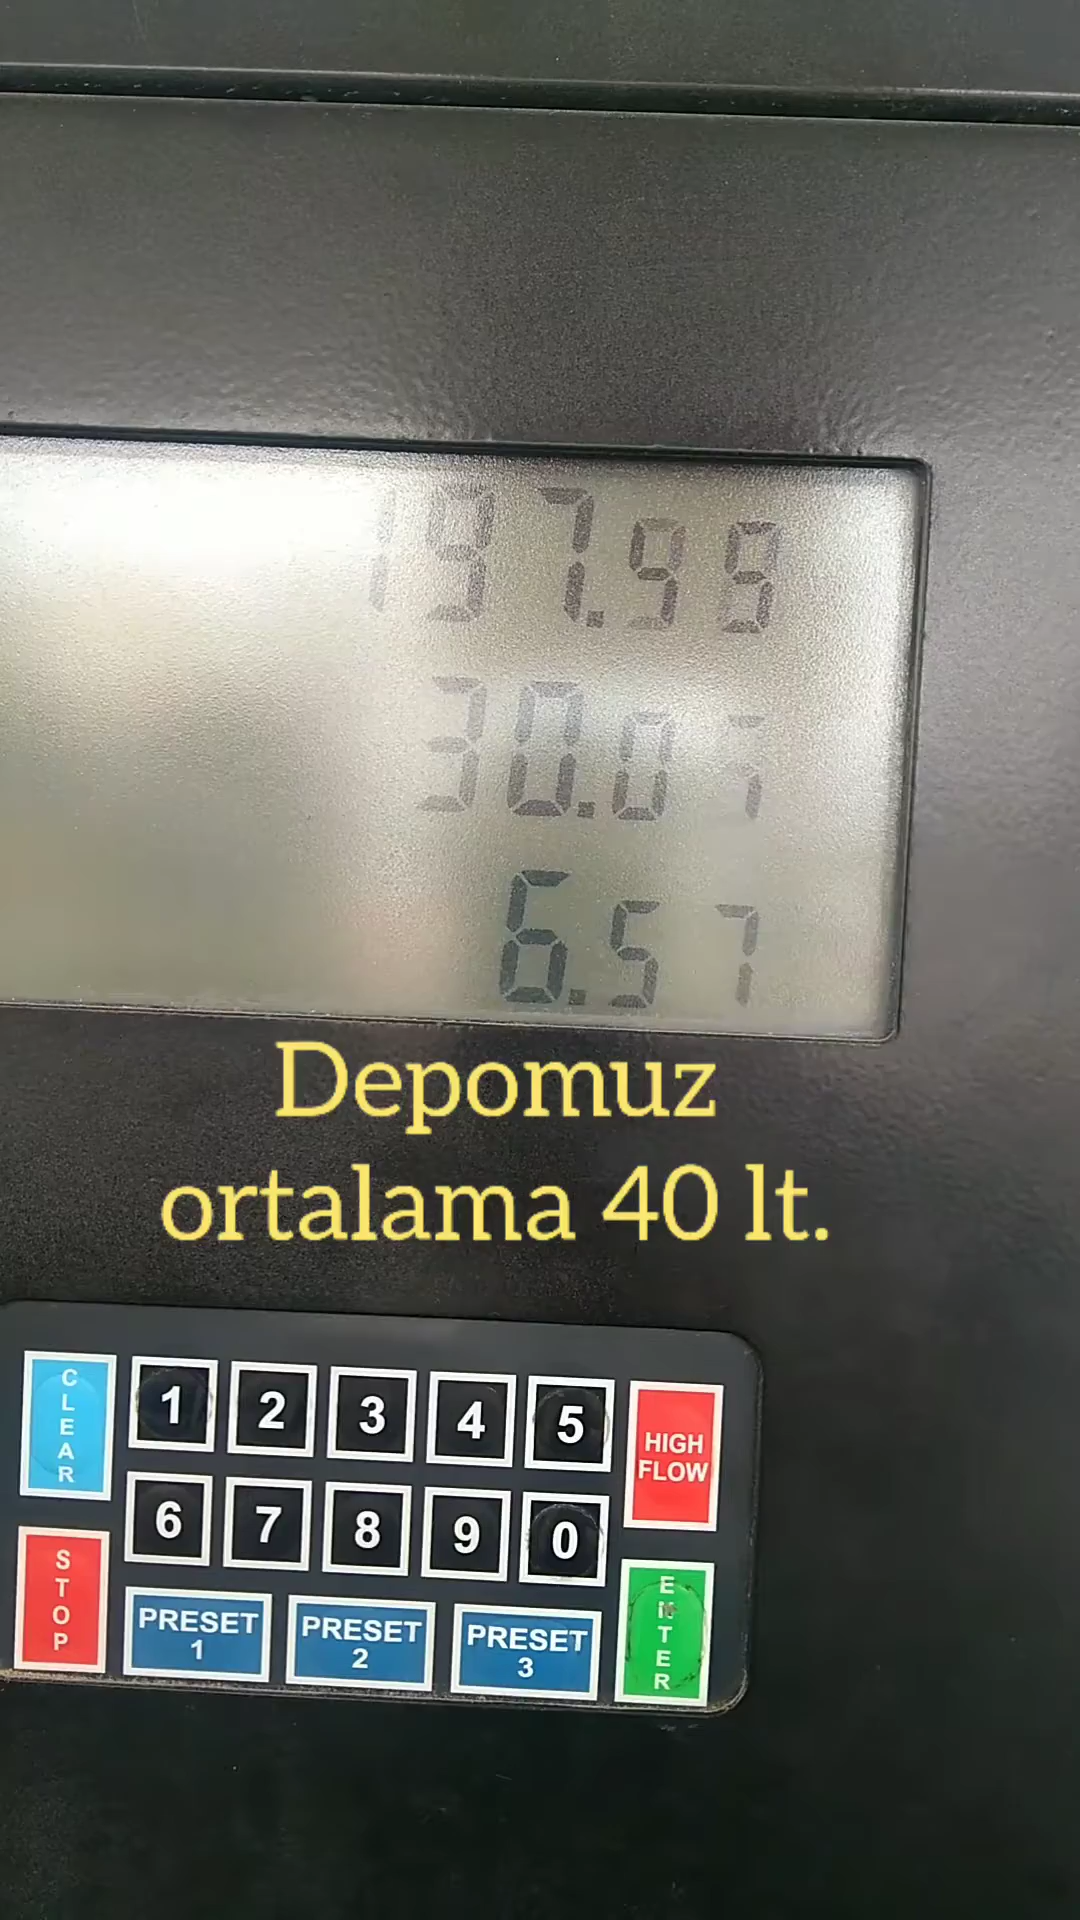 6.57
Depomuz
ortalama 40 lt.
CLEAR
1 2 3 4 5
HIGH
FLOW
STOP
6 7 8 9 0
PRESET
1
PRESET
2
PRESET
3
ENTER